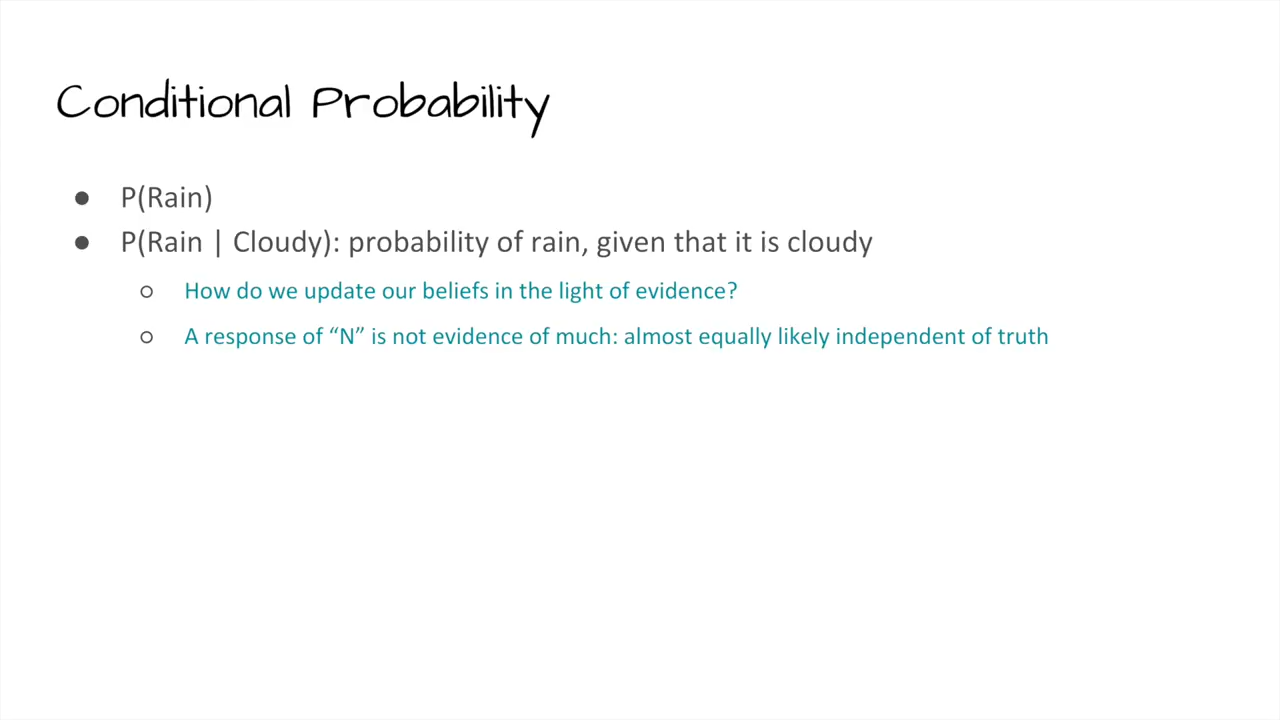 Conditional Probability
● P(Rain)
● P(Rain | Cloudy): probability of rain, given that it is cloudy
○ How do we update our beliefs in the light of evidence?
○ A response of “N” is not evidence of much: almost equally likely independent of truth